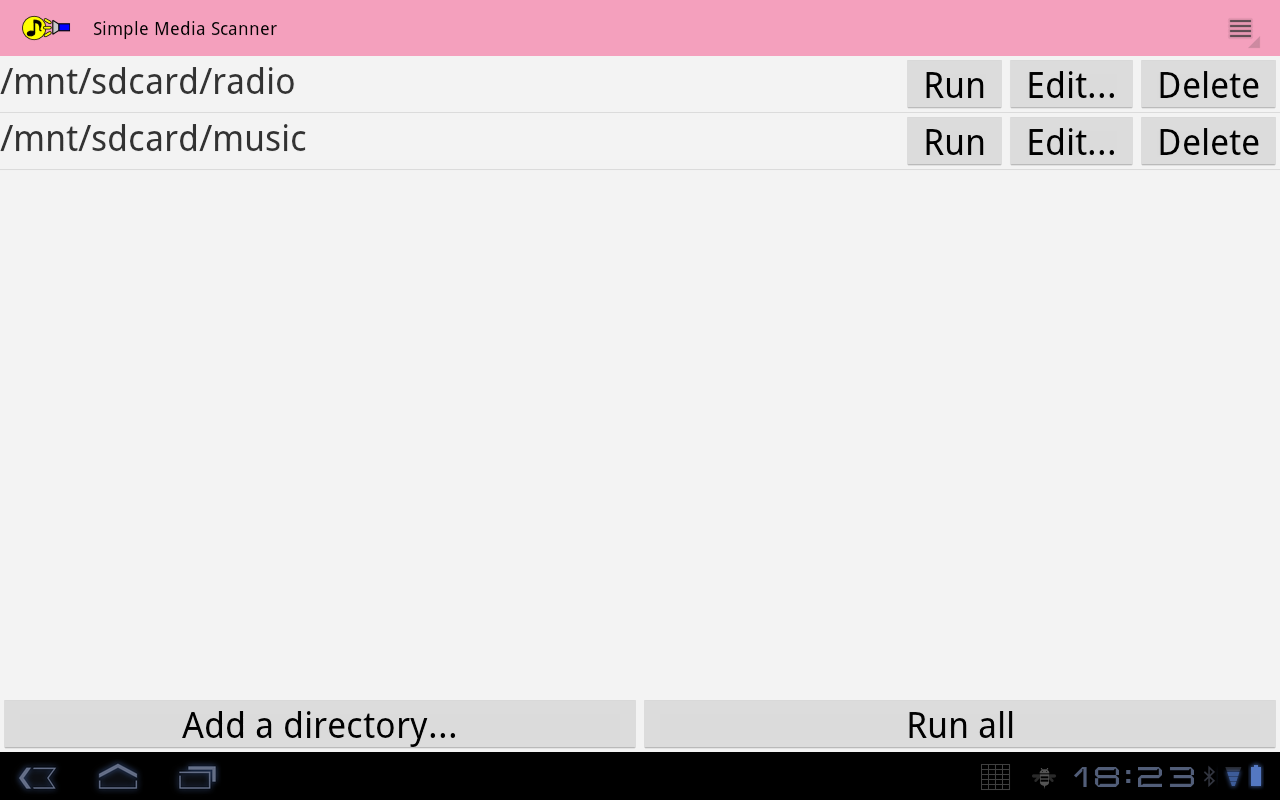 Simple Media Scanner
/mnt/sdcard/radio Run Edit... Delete
/mnt/sdcard/music Run Edit... Delete
Add a directory... Run all
18:23